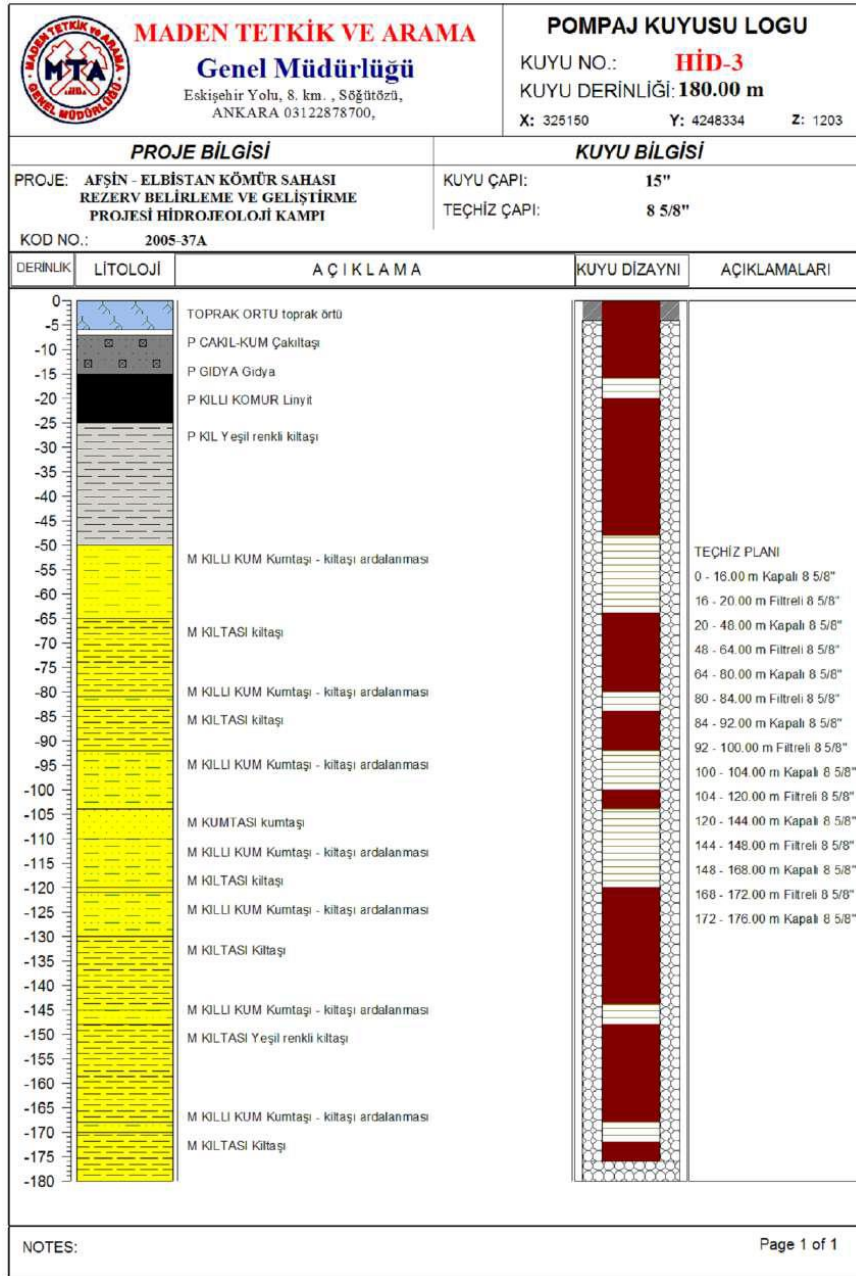 MADEN TETKİK ve ARAMA
MTA
GENEL MÜDÜRLÜĞÜ
MADEN TETKİK VE ARAMA
Genel Müdürlüğü
Eskişehir Yolu, 8. km. , Söğütözü,
ANKARA 03122878700,
POMPAJ KUYUSU LOGU
KUYU NO.: HİD-3
KUYU DERİNLİĞİ: 180.00 m
X: 325150 Y: 4248334 Z: 1203
PROJE BİLGİSİ
PROJE: AFŞİN - ELBİSTAN KÖMÜR SAHASI
REZERV BELİRLEME VE GELİŞTİRME
PROJESİ HİDROJEOLOJİ KAMPI
KOD NO.: 2005-37A
KUYU BİLGİSİ
KUYU ÇAPI: 15"
TEÇHİZ ÇAPI: 8 5/8"
DERİNLİK LİTOLOJİ A Ç I K L A M A KUYU DİZAYNI AÇIKLAMALARI
0
-5
-10
-15
-20
-25
-30
-35
-40
-45
-50
-55
-60
-65
-70
-75
-80
-85
-90
-95
-100
-105
-110
-115
-120
-125
-130
-135
-140
-145
-150
-155
-160
-165
-170
-175
-180
TOPRAK ORTU toprak örtü
P CAKIL-KUM Çakıltaşı
P GIDYA Gidya
P KILLI KOMUR Linyit
P KIL Yeşil renkli kiltaşı
M KILLI KUM Kumtaşı - kiltaşı ardalanması
M KILTASI kiltaşı
M KILLI KUM Kumtaşı - kiltaşı ardalanması
M KILTASI kiltaşı
M KILLI KUM Kumtaşı - kiltaşı ardalanması
M KUMTASI kumtaşı
M KILLI KUM Kumtaşı - kiltaşı ardalanması
M KILTASI kiltaşı
M KILLI KUM Kumtaşı - kiltaşı ardalanması
M KILTASI Kiltaşı
M KILLI KUM Kumtaşı - kiltaşı ardalanması
M KILTASI Yeşil renkli kiltaşı
M KILLI KUM Kumtaşı - kiltaşı ardalanması
M KILTASI Kiltaşı
TEÇHİZ PLANI
0 - 16.00 m Kapalı 8 5/8"
16 - 20.00 m Filtreli 8 5/8"
20 - 48.00 m Kapalı 8 5/8"
48 - 64.00 m Filtreli 8 5/8"
64 - 80.00 m Kapalı 8 5/8"
80 - 84.00 m Filtreli 8 5/8"
84 - 92.00 m Kapalı 8 5/8"
92 - 100.00 m Filtreli 8 5/8"
100 - 104.00 m Kapalı 8 5/8"
104 - 120.00 m Filtreli 8 5/8"
120 - 144.00 m Kapalı 8 5/8"
144 - 148.00 m Filtreli 8 5/8"
148 - 168.00 m Kapalı 8 5/8"
168 - 172.00 m Filtreli 8 5/8"
172 - 176.00 m Kapalı 8 5/8"
NOTES:
Page 1 of 1